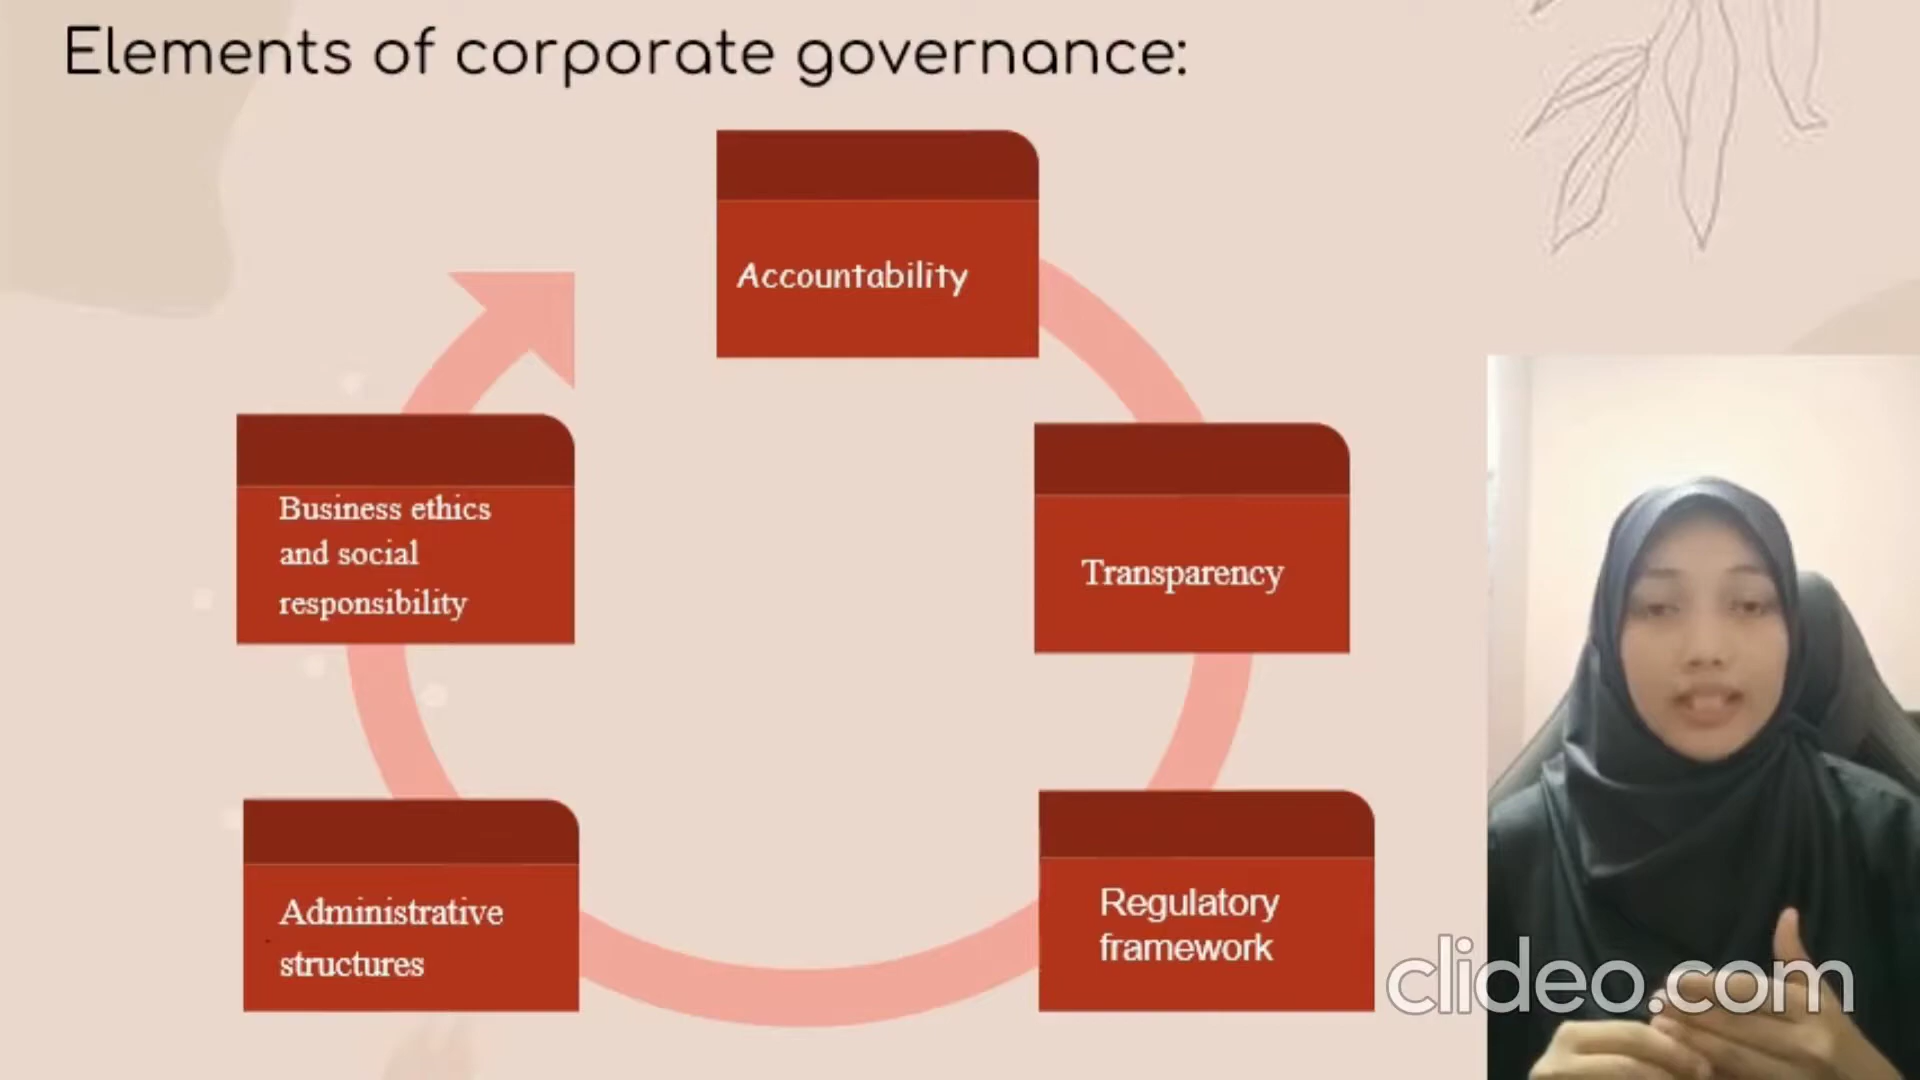 Elements of corporate governance:
Accountability
Transparency
Regulatory
framework
Administrative
structures
Business ethics
and social
responsibility
clideo.com